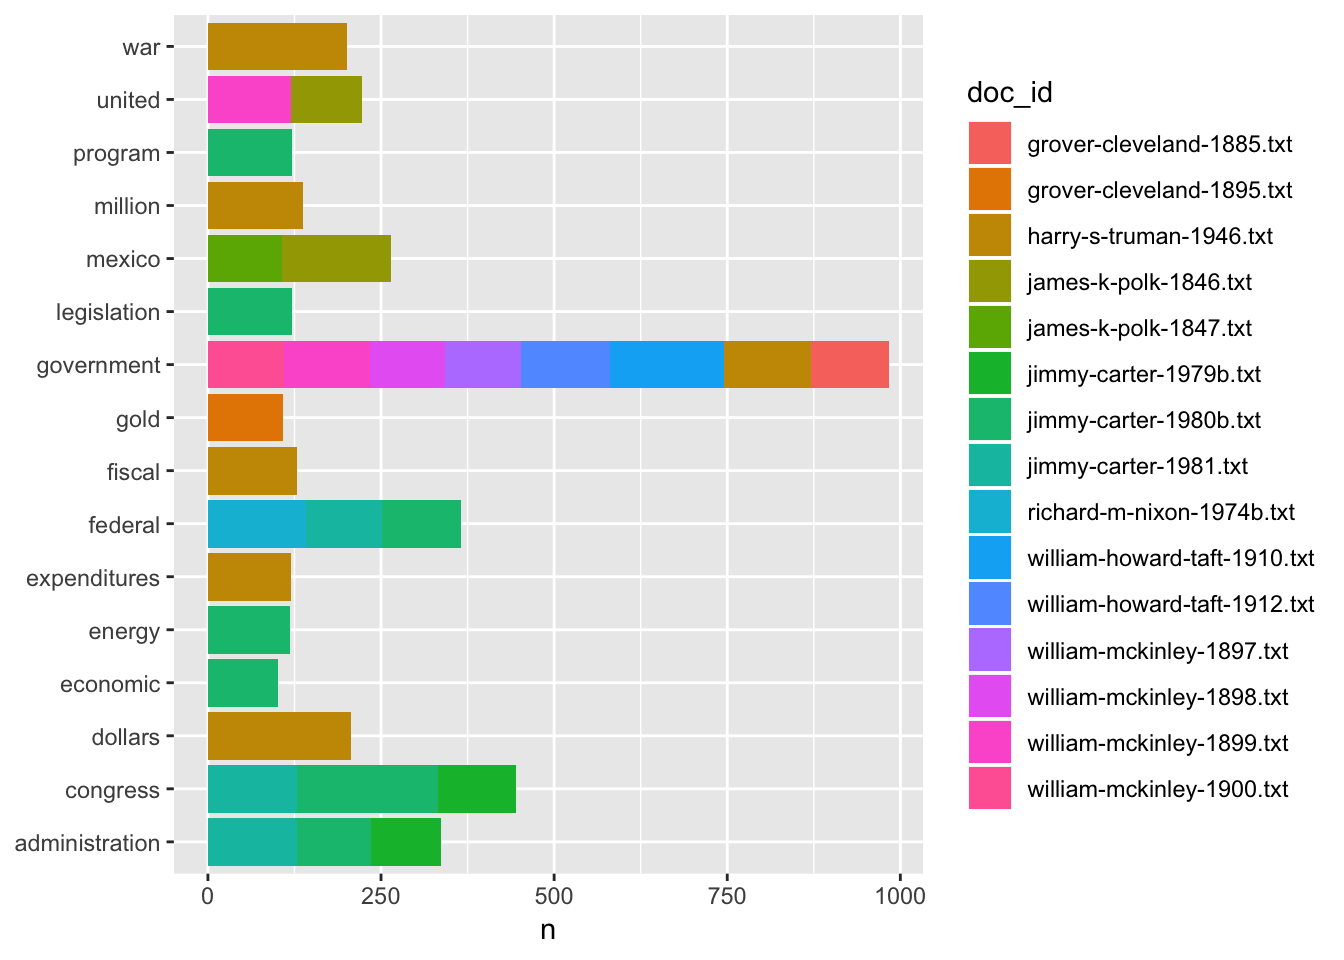 war
united
program
million
mexico
legislation
government
gold
fiscal
federal
expenditures
energy
economic
dollars
congress
administration
0 250 500 750 1000
n
doc_id
grover-cleveland-1885.txt
grover-cleveland-1895.txt
harry-s-truman-1946.txt
james-k-polk-1846.txt
james-k-polk-1847.txt
jimmy-carter-1979b.txt
jimmy-carter-1980b.txt
jimmy-carter-1981.txt
richard-m-nixon-1974b.txt
william-howard-taft-1910.txt
william-howard-taft-1912.txt
william-mckinley-1897.txt
william-mckinley-1898.txt
william-mckinley-1899.txt
william-mckinley-1900.txt